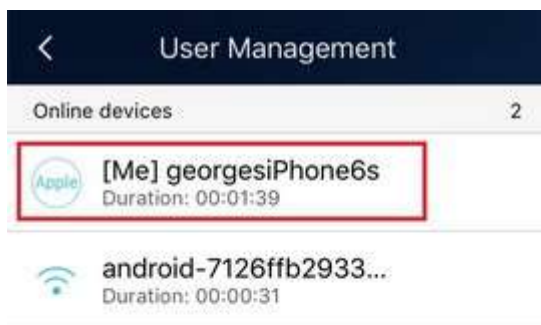 User Management
Online devices 2
Apple
[Me] georgesiPhone6s
Duration: 00:01:39
android-7126ffb2933...
Duration: 00:00:31